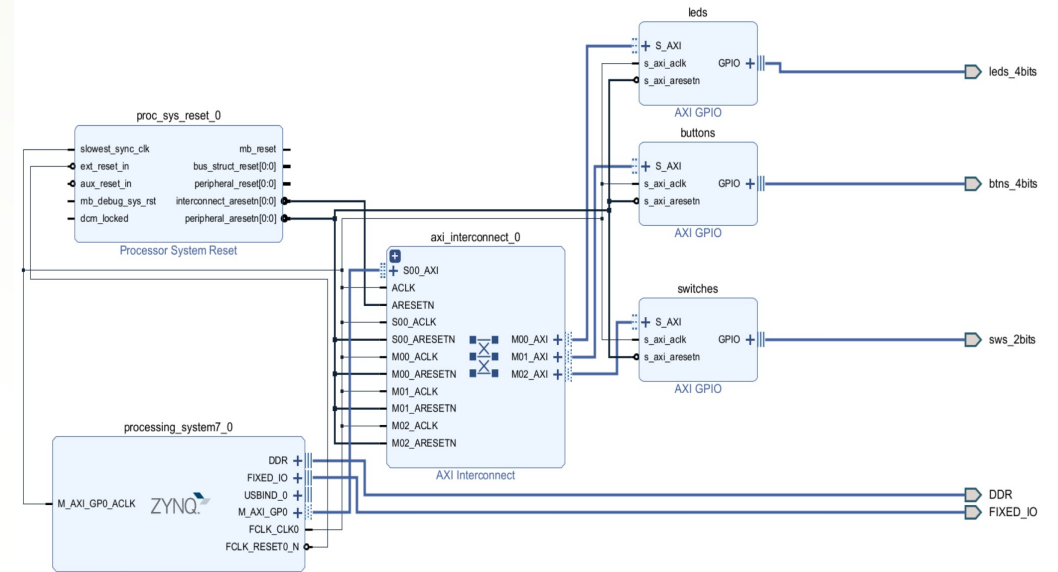 leds
S_AXI
s_axi_aclk
s_axi_aresetn
GPIO
AXI GPIO
leds_4bits
buttons
S_AXI
s_axi_aclk
s_axi_aresetn
GPIO
AXI GPIO
btns_4bits
switches
S_AXI
s_axi_aclk
s_axi_aresetn
GPIO
AXI GPIO
sws_2bits
proc_sys_reset_0
slowest_sync_clk
ext_reset_in
aux_reset_in
mb_debug_sys_rst
dcm_locked
mb_reset
bus_struct_reset[0:0]
peripheral_reset[0:0]
interconnect_aresetn[0:0]
peripheral_aresetn[0:0]
Processor System Reset
axi_interconnect_0
S00_AXI
ACLK
ARESETN
S00_ACLK
S00_ARESETN
M00_ACLK
M00_ARESETN
M01_ACLK
M01_ARESETN
M02_ACLK
M02_ARESETN
M00_AXI
M01_AXI
M02_AXI
AXI Interconnect
processing_system7_0
M_AXI_GP0_ACLK
ZYNQ
DDR
FIXED_IO
USBIND_0
M_AXI_GP0
FCLK_CLK0
FCLK_RESET0_N
DDR
FIXED_IO